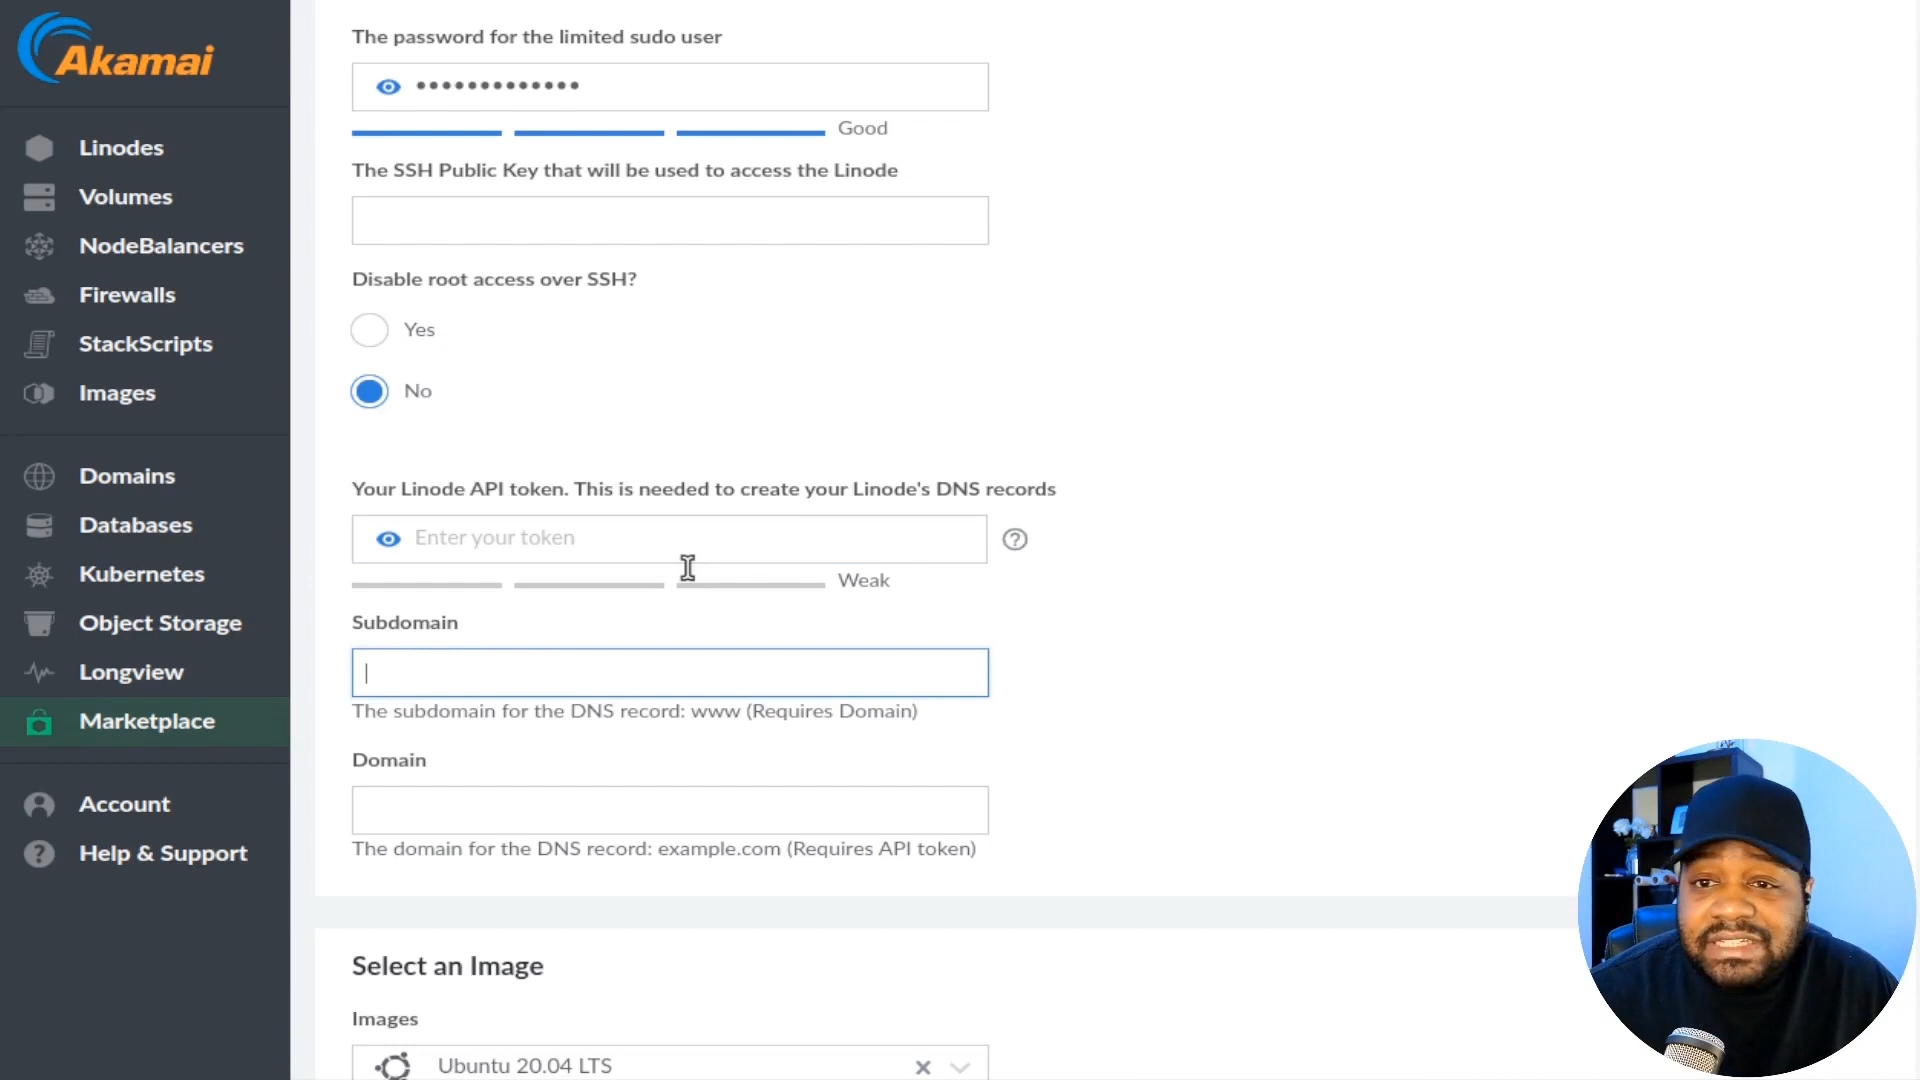 Akamai
Linodes
Volumes
NodeBalancers
Firewalls
StackScripts
Images
Domains
Databases
Kubernetes
Object Storage
Longview
Marketplace
Account
Help & Support
The password for the limited sudo user
•••••••••••••
Good
The SSH Public Key that will be used to access the Linode
Disable root access over SSH?
Yes
No
Your Linode API token. This is needed to create your Linode's DNS records
Enter your token
Weak
Subdomain
The subdomain for the DNS record: www (Requires Domain)
Domain
The domain for the DNS record: example.com (Requires API token)
Select an Image
Images
Ubuntu 20.04 LTS